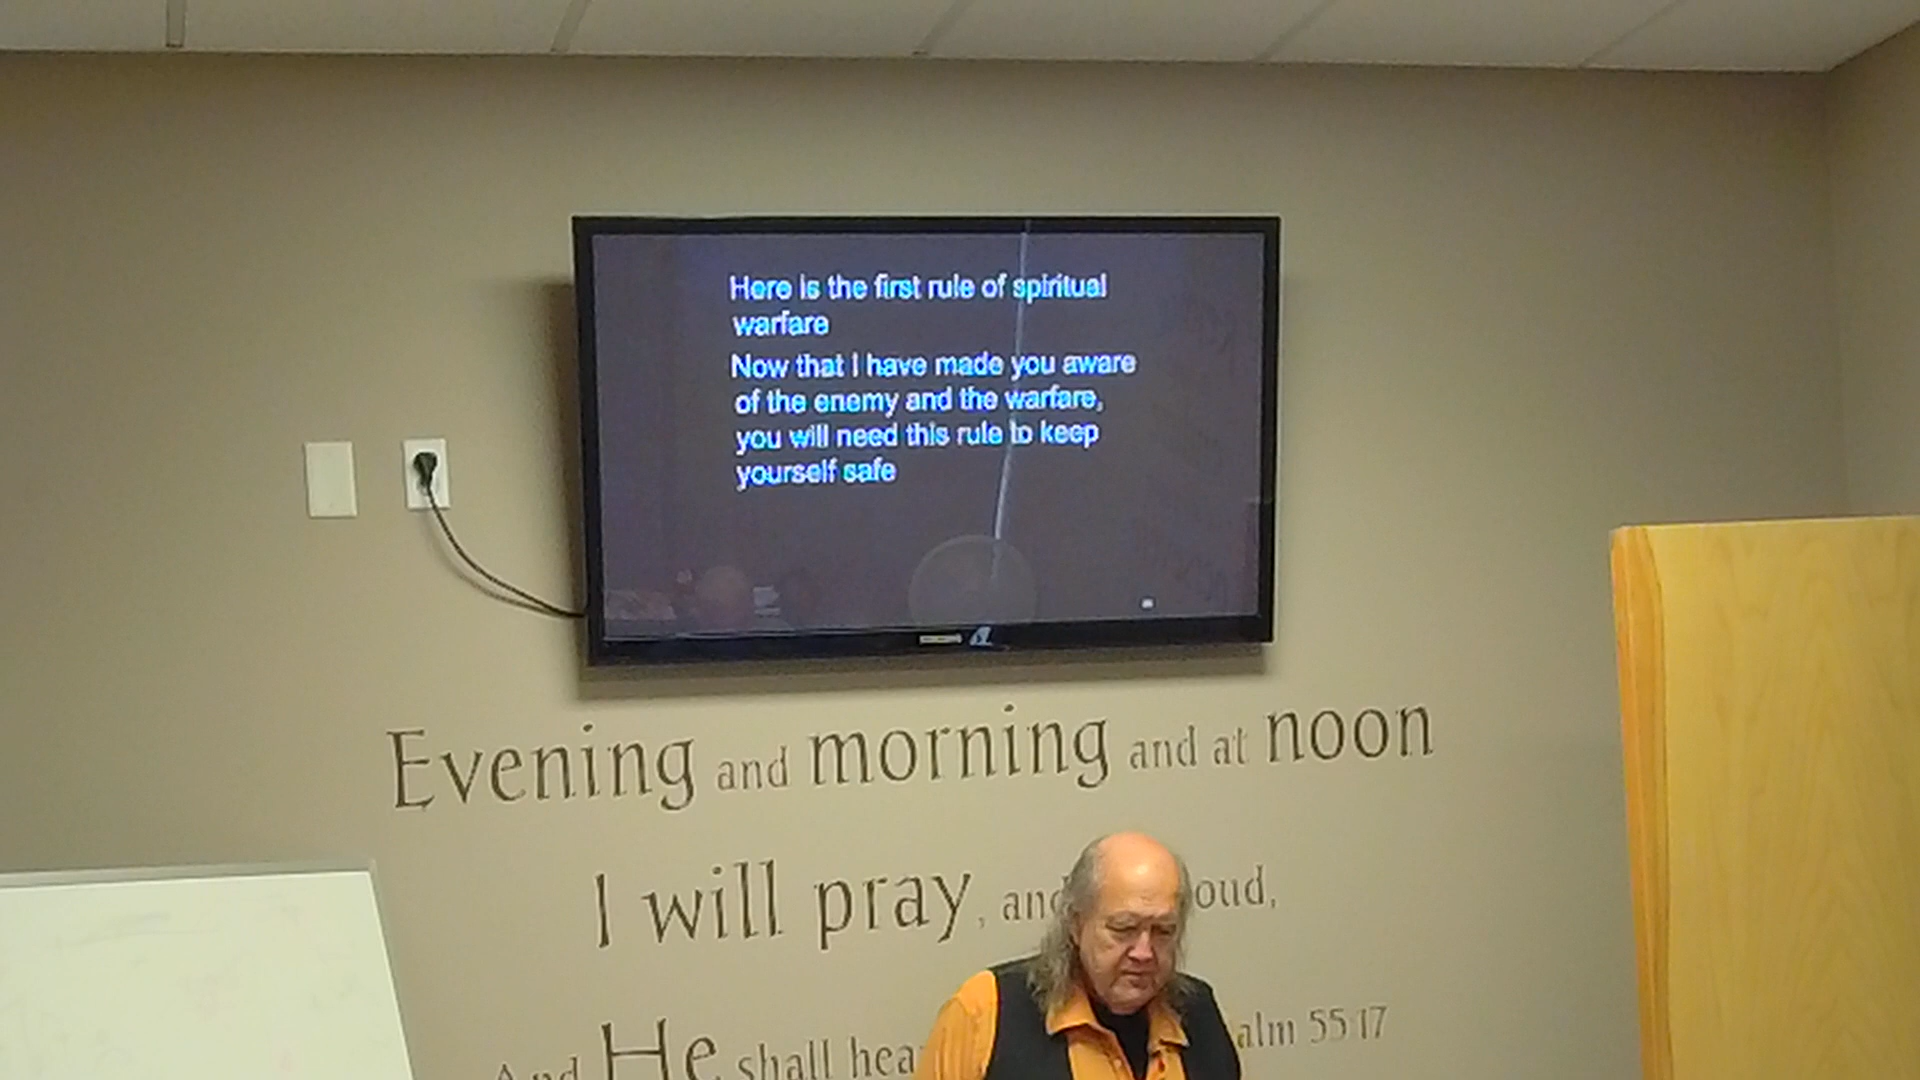 Here is the first rule of spiritual
warfare
Now that I have made you aware
of the enemy and the warfare,
you will need this rule to keep
yourself safe
Evening and morning and at noon
I will pray, and oud,
And He shall hea alm 55 17